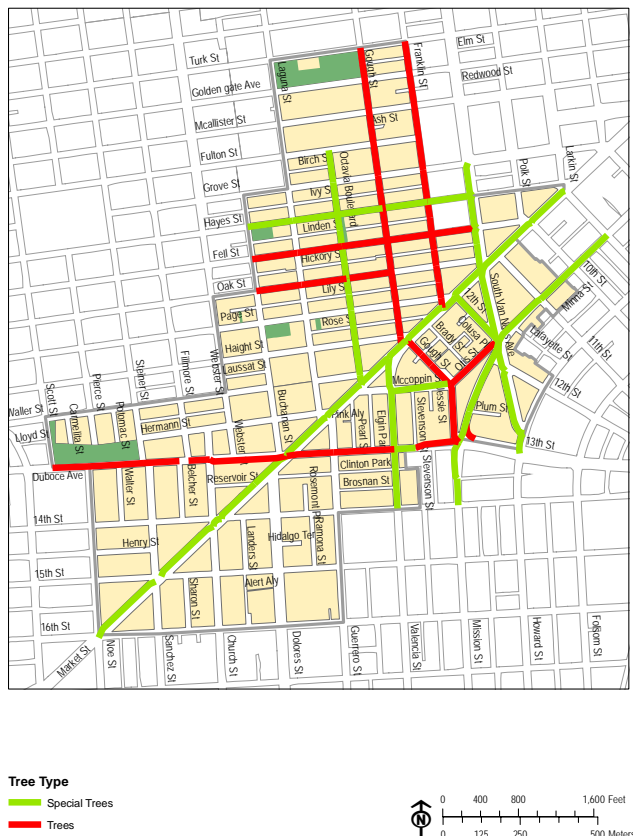 Elm St
Turk St
Laguna St
Gough St
Franklin St
Redwood St
Golden gate Ave
Mcallister St
Ash St
Fulton St
Birch St
Octavia Boulevard
Polk St
Larkin St
Grove St
Ivy St
Hayes St
Linden St
Fell St
Hickory St
10th St
Oak St
Lily St
12th St
South Van Ness Ave
Minna St
Page St
Rose St
Brady St
Colusa Pl
Lafayette St
11th St
Haight St
Gough St
Laussat St
Webster St
Fillmore St
Steiner St
Pierce St
Scott St
Carmelita St
Potomac St
Mccoppin St
12th St
Waller St
Buchanan St
Jessie St
Stevenson St
Plum St
Lloyd St
Hermann St
Pink Aly
Pearl St
Elgin Park
Webster St
13th St
Duboce Ave
Waller St
Belcher St
Reservoir St
Clinton Park
Brosnan St
Rosemont Pl
Stevenson St
14th St
Henry St
Landers St
Hidalgo Ter
Ramona St
15th St
Sharon St
Alert Aly
16th St
Market St
Noe St
Sanchez St
Church St
Dolores St
Guerrero St
Valencia St
Mission St
Howard St
Folsom St
Tree Type
Special Trees
Trees
N
0 400 800 1,600 Feet
0 125 250 500 Meters